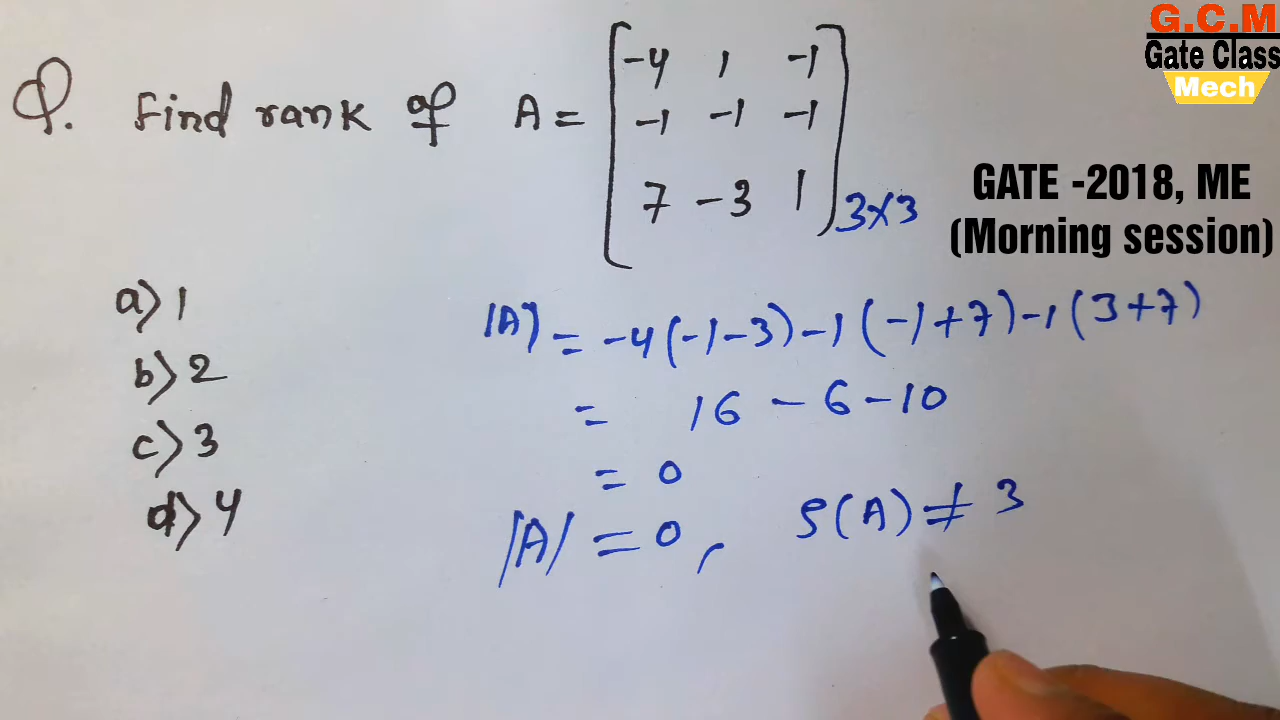 G.C.M
Gate Class
Mech
Q. Find rank of A = [-4 1 -1
-1 -1 -1
7 -3 1] 3×3
GATE -2018, ME
(Morning session)
a) 1
b) 2
c) 3
d) 4
|A| = -4(-1-3)-1(-1+7)-1(3+7)
= 16 - 6 - 10
= 0
|A| = 0, ρ(A) ≠ 3